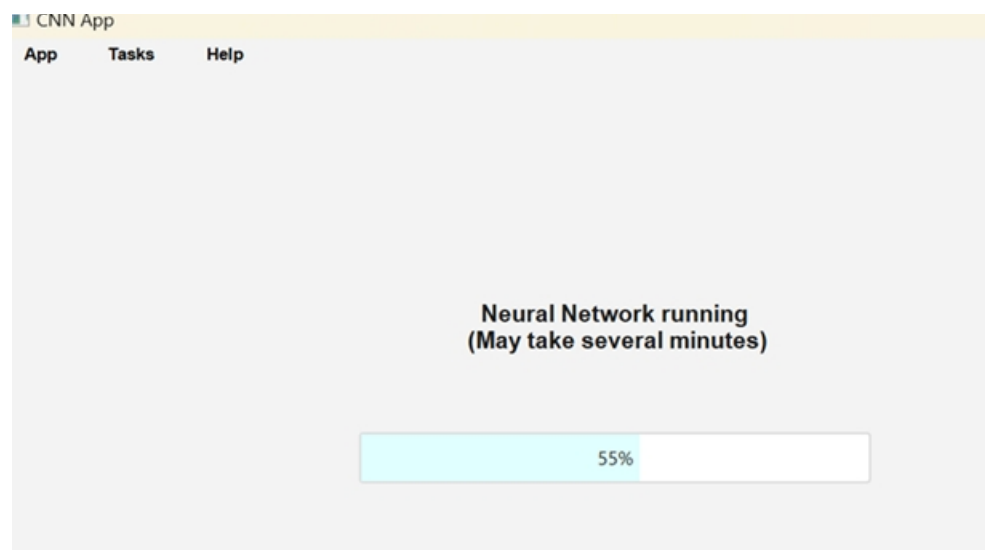 CNN App
App Tasks Help
Neural Network running
(May take several minutes)
55%